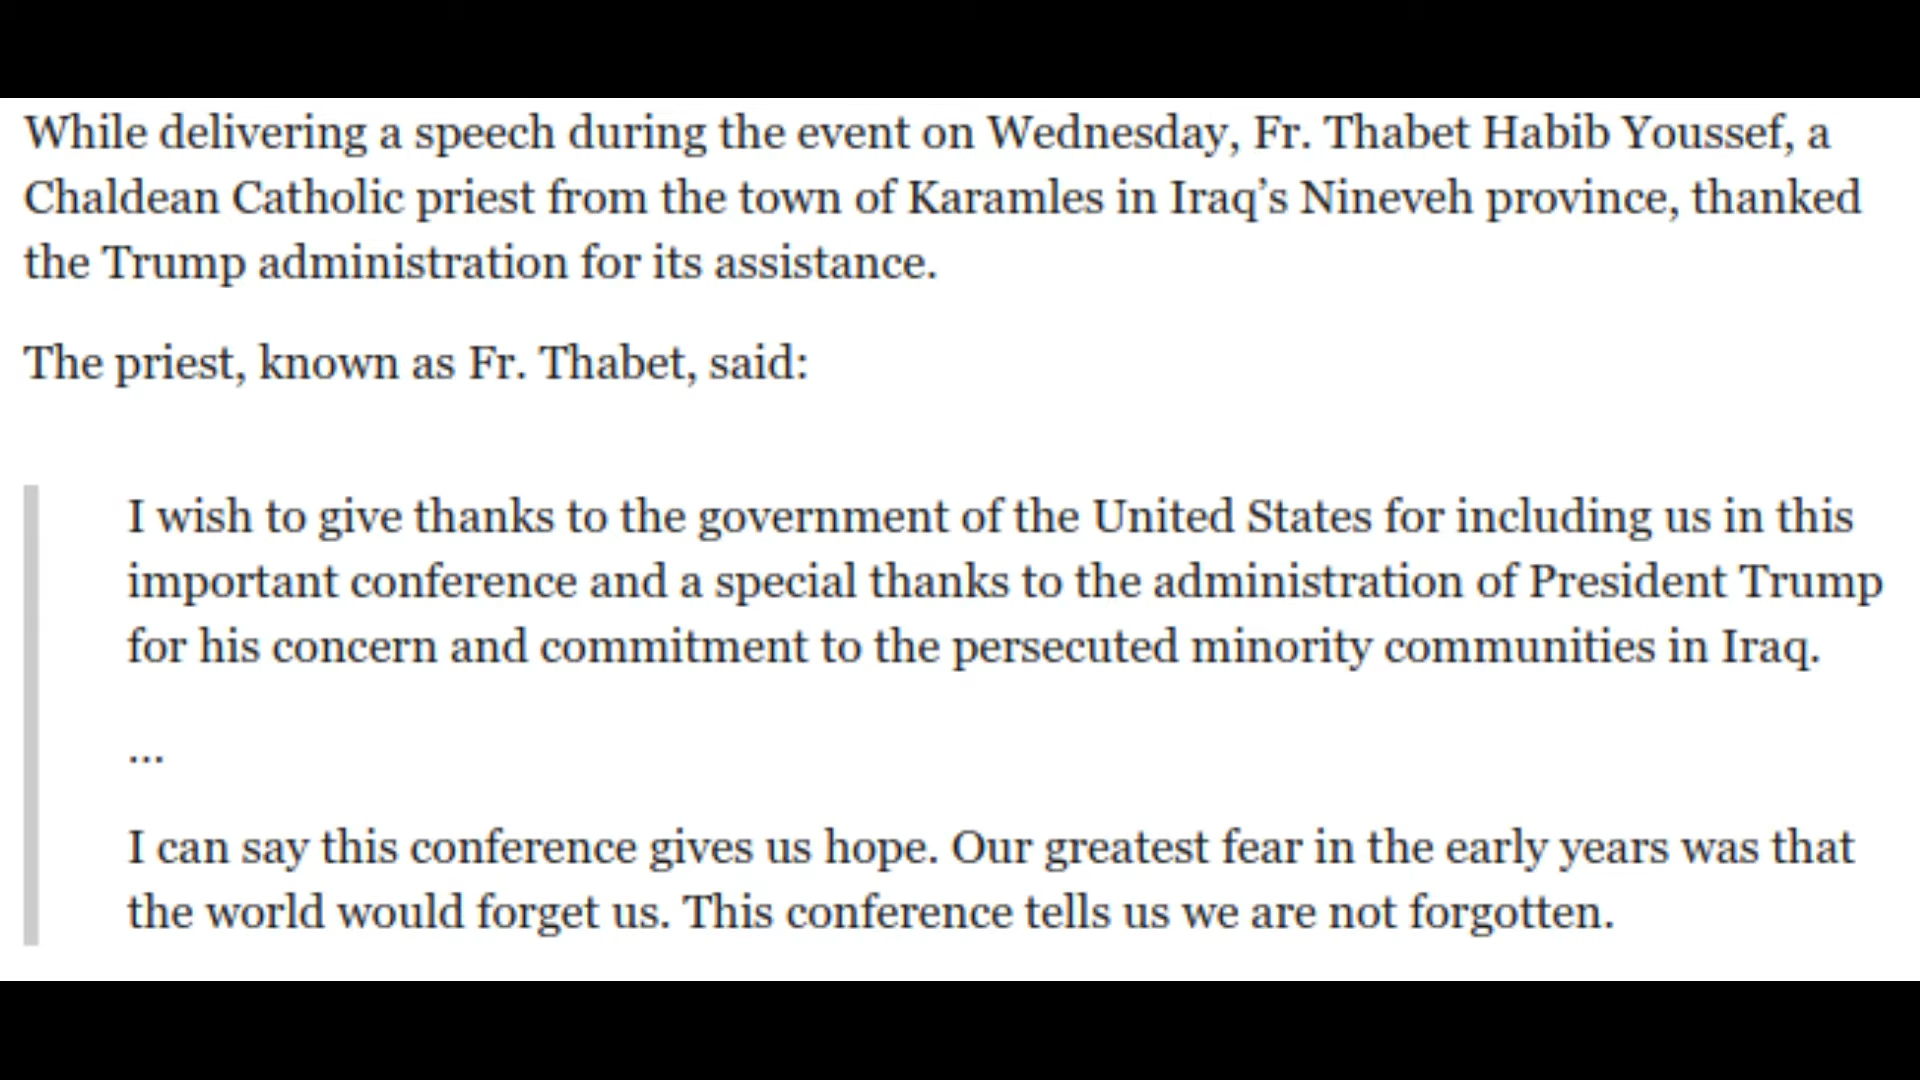 While delivering a speech during the event on Wednesday, Fr. Thabet Habib Youssef, a
Chaldean Catholic priest from the town of Karamles in Iraq’s Nineveh province, thanked
the Trump administration for its assistance.
The priest, known as Fr. Thabet, said:
I wish to give thanks to the government of the United States for including us in this
important conference and a special thanks to the administration of President Trump
for his concern and commitment to the persecuted minority communities in Iraq.
...
I can say this conference gives us hope. Our greatest fear in the early years was that
the world would forget us. This conference tells us we are not forgotten.